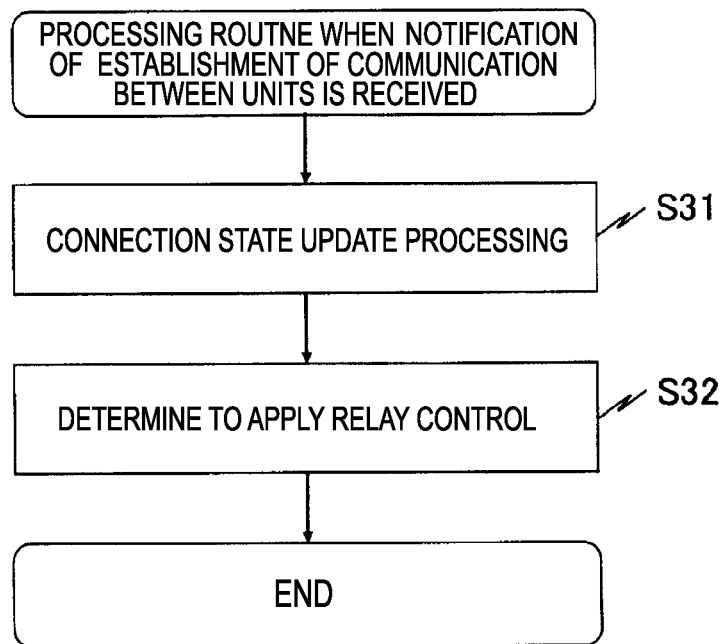 PROCESSING ROUTNE WHEN NOTIFICATION
OF ESTABLISHMENT OF COMMUNICATION
BETWEEN UNITS IS RECEIVED
CONNECTION STATE UPDATE PROCESSING
S31
DETERMINE TO APPLY RELAY CONTROL
S32
END